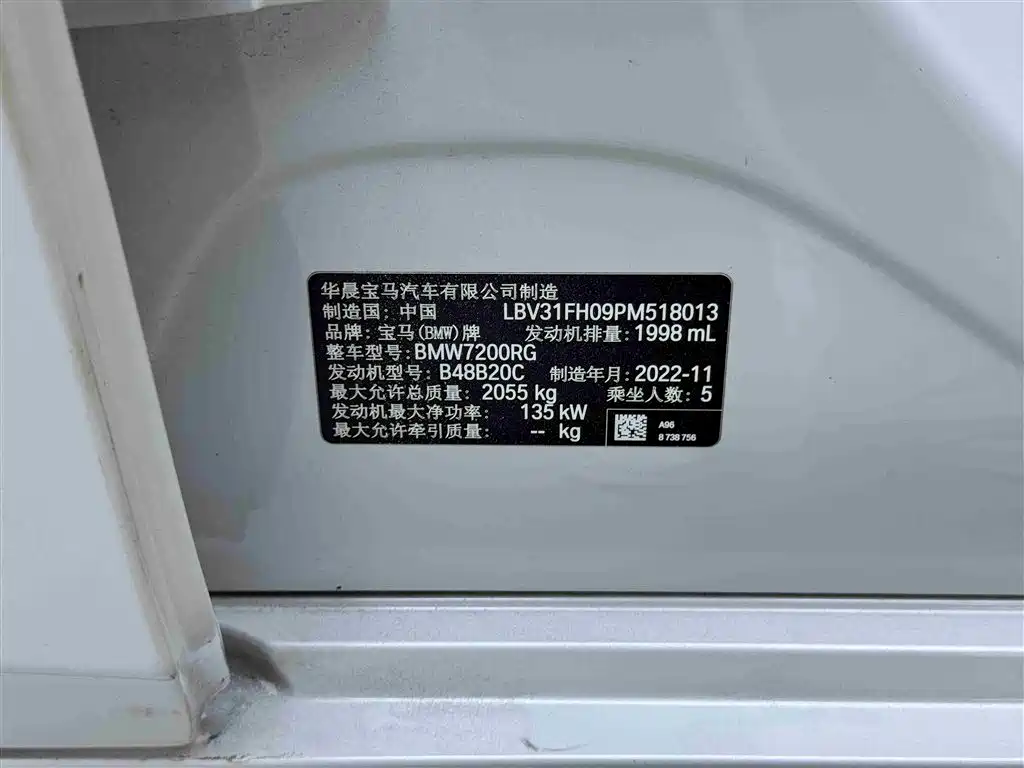 华晨宝马汽车有限公司制造
制造国: 中国 LBV31FH09PM518013
品牌: 宝马(BMW)牌 发动机排量: 1998 mL
整车型号: BMW7200RG
发动机型号: B48B20C 制造年月: 2022-11
最大允许总质量: 2055 kg 乘坐人数: 5
发动机最大净功率: 135 kW
最大允许牵引质量: -- kg
A96
8 738 756